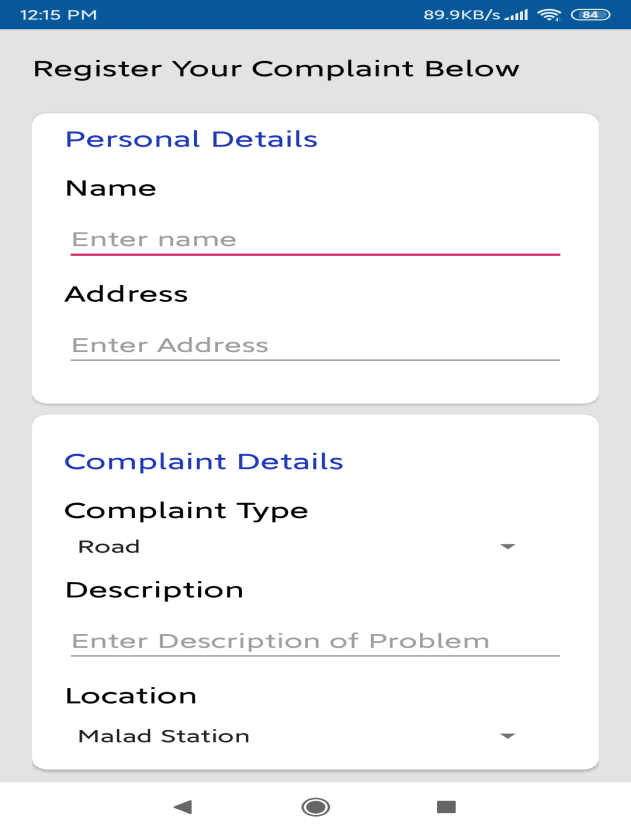 12:15 PM 89.9KB/s 84
Register Your Complaint Below
Personal Details
Name
Enter name
Address
Enter Address
Complaint Details
Complaint Type
Road
Description
Enter Description of Problem
Location
Malad Station